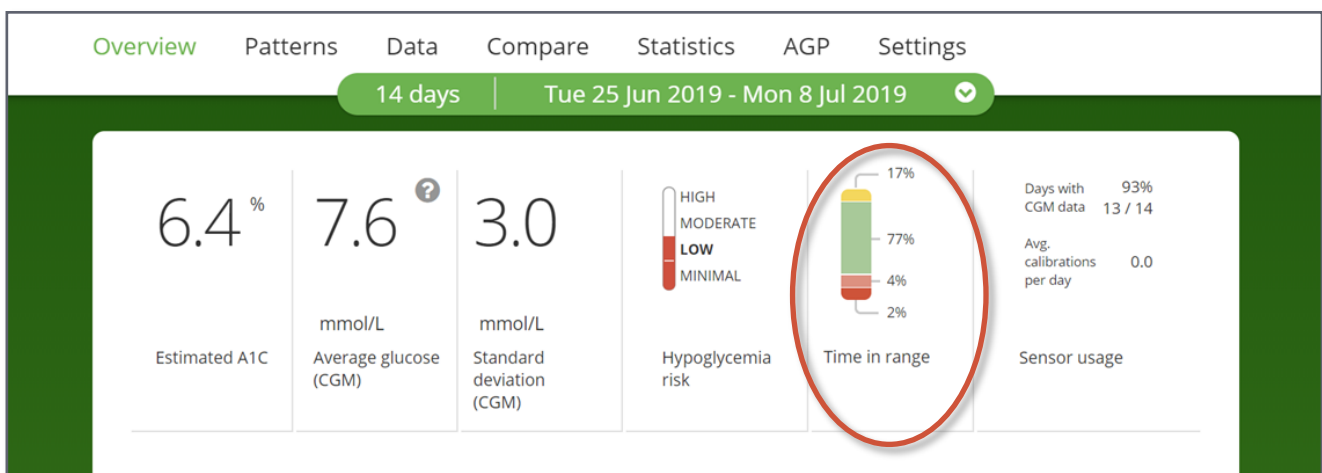 Overview Patterns Data Compare Statistics AGP Settings
14 days Tue 25 Jun 2019 - Mon 8 Jul 2019
6.4 %
Estimated A1C
7.6 ?
mmol/L
Average glucose
(CGM)
3.0
mmol/L
Standard
deviation
(CGM)
HIGH
MODERATE
LOW
MINIMAL
Hypoglycemia
risk
17%
77%
4%
2%
Time in range
Days with 93%
CGM data 13 / 14
Avg.
calibrations 0.0
per day
Sensor usage